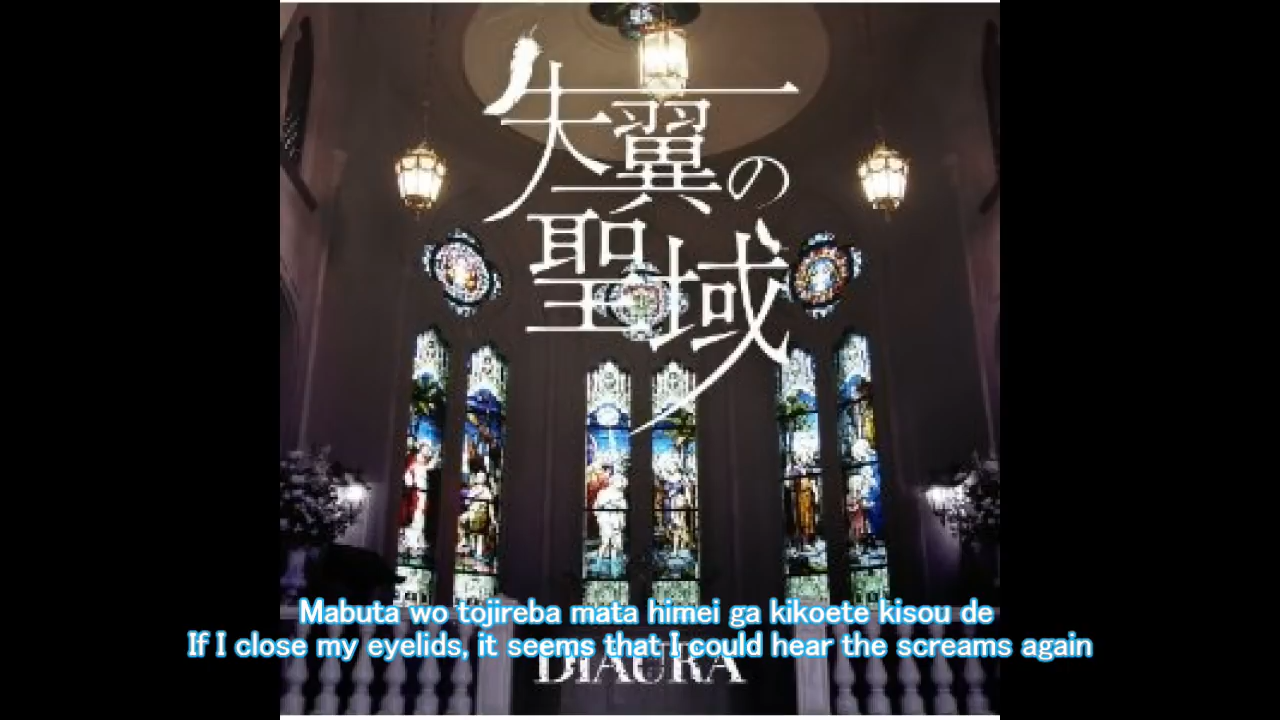 失翼の
聖域
Mabuta wo tojireba mata himei ga kikoete kisou de
If I close my eyelids, it seems that I could hear the screams again
DIAURA